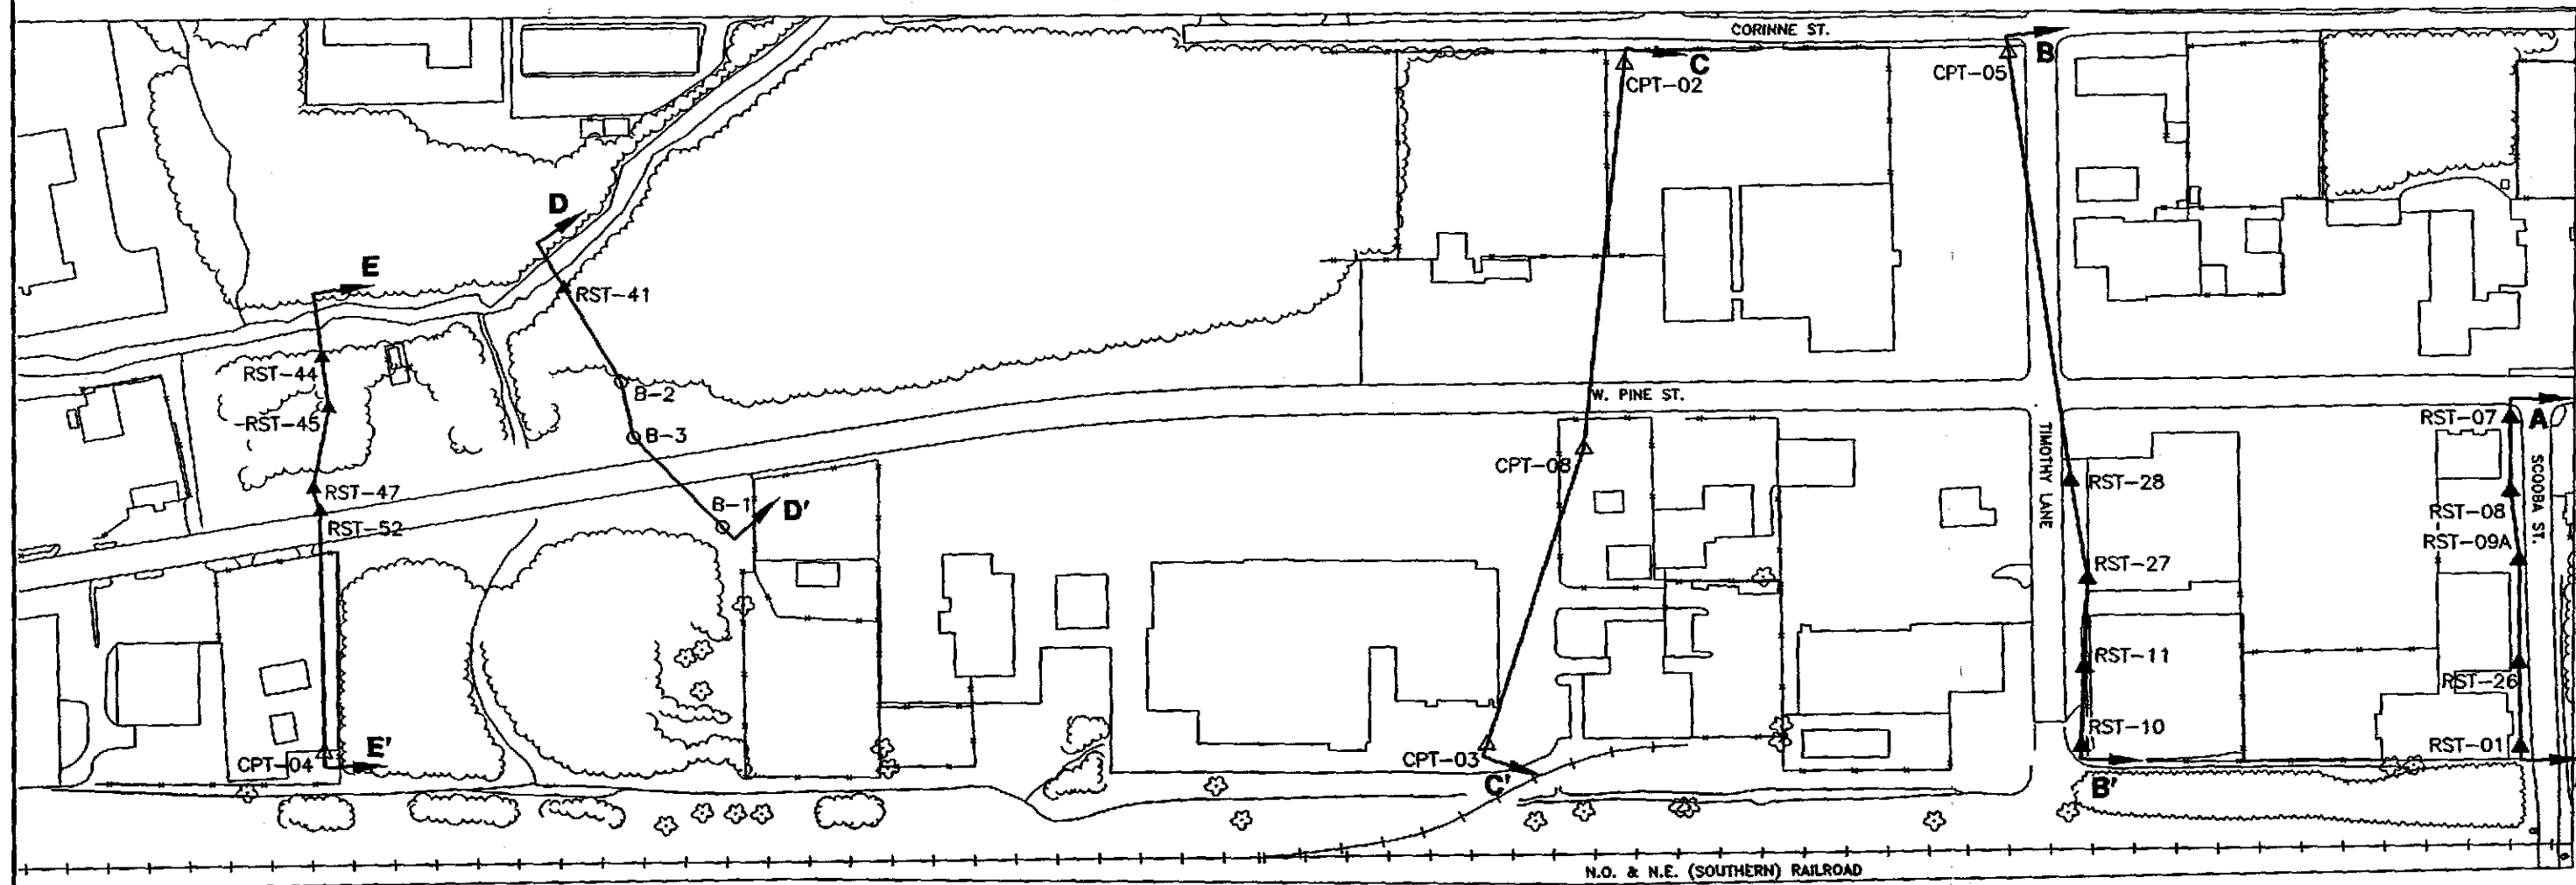 CORINNE ST.
B
C
CPT-05
CPT-02
D
E
RST-41
RST-44
B-2
W. PINE ST.
RST-07
A
-RST-45
B-3
TIMOTHY LANE
SCOOBA ST.
CPT-08
RST-47
RST-28
B-1
D'
RST-08
RST-52
RST-09A
RST-27
RST-11
RST-26
RST-10
CPT-04
E'
CPT-03
RST-01
C'
B'
N.O. & N.E. (SOUTHERN) RAILROAD